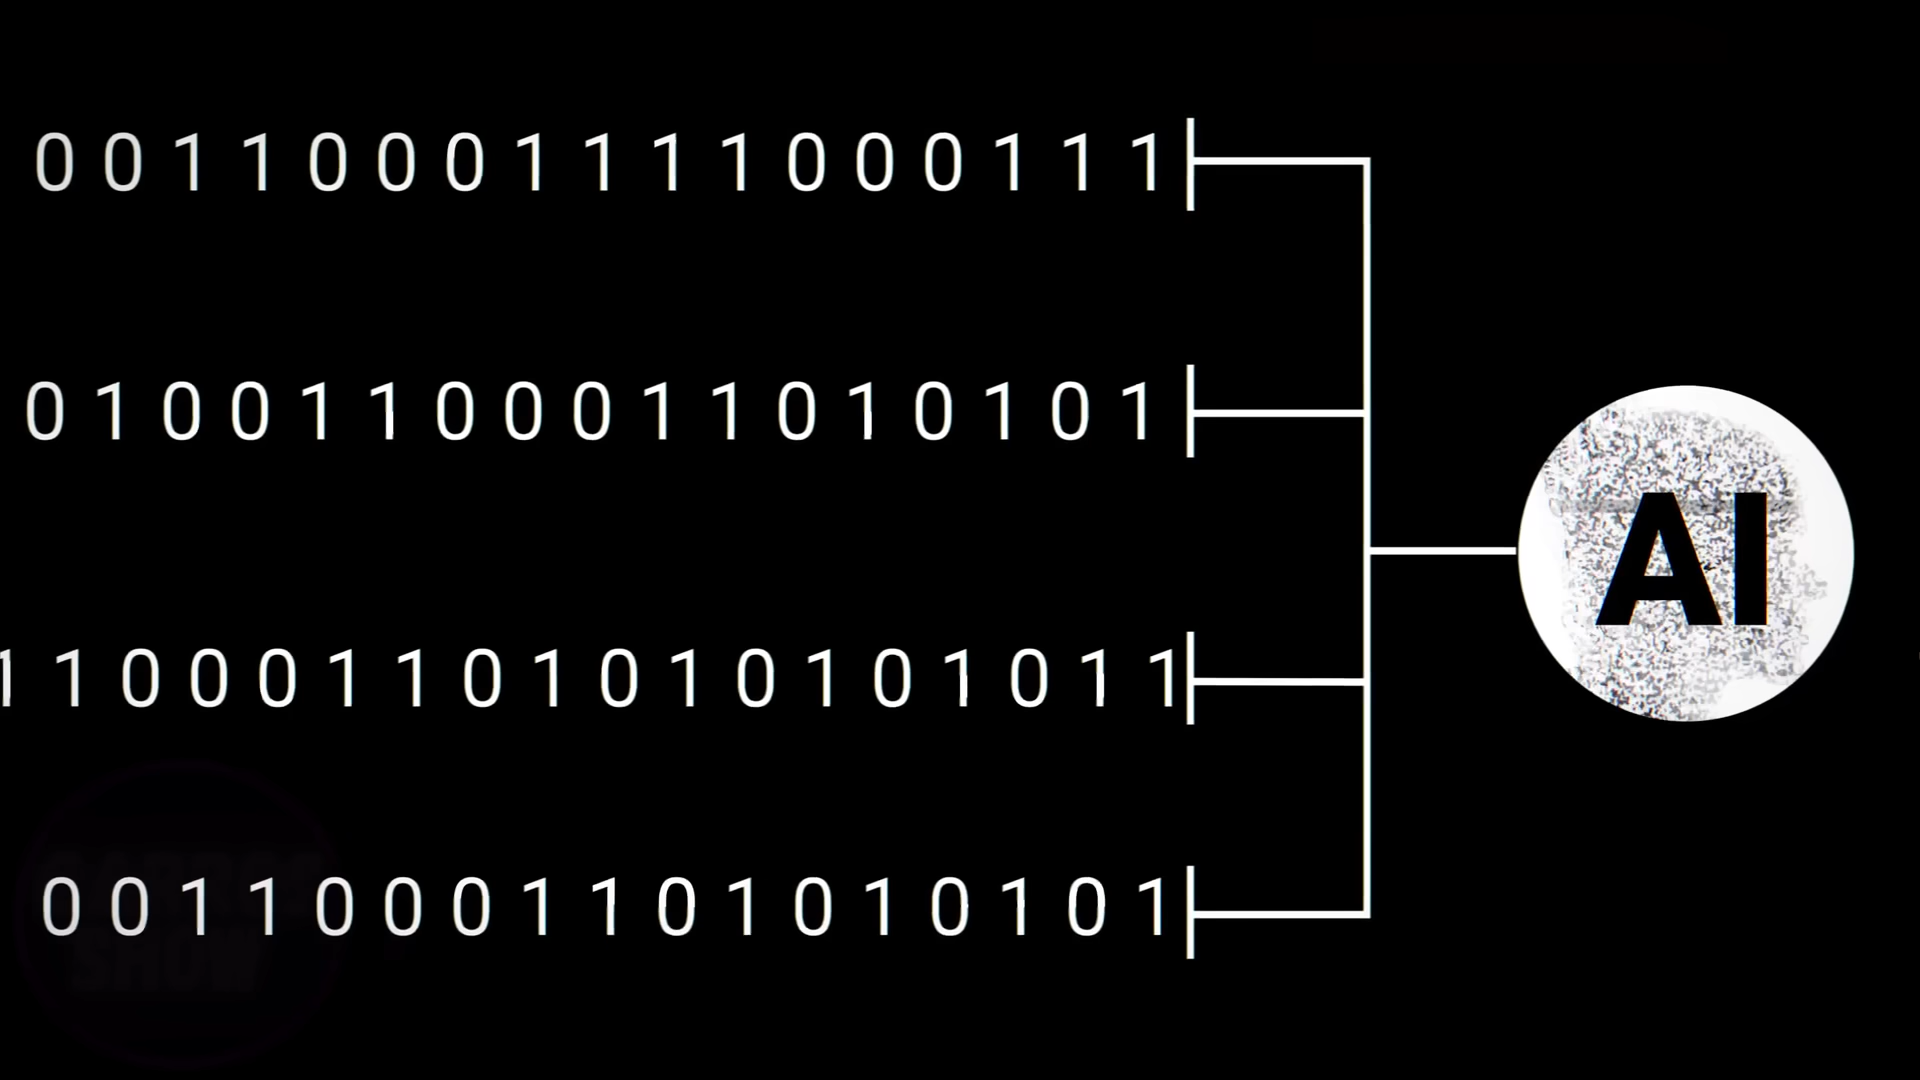 0 0 1 1 0 0 0 1 1 1 1 0 0 0 1 1 1
0 1 0 0 1 1 0 0 0 1 1 0 1 0 1 0 1
1 1 0 0 0 1 1 0 1 0 1 0 1 0 1 0 1 1
AI
0 0 1 1 0 0 0 1 1 0 1 0 1 0 1 0 1
SHOW